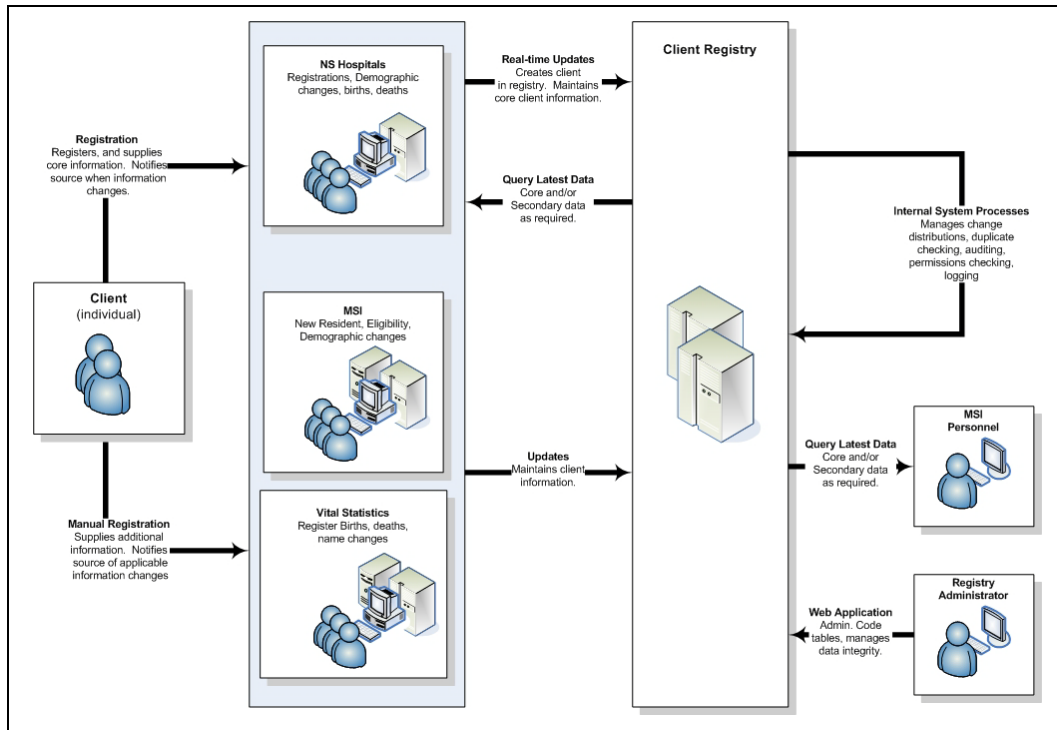 NS Hospitals
Registrations, Demographic
changes, births, deaths
Real-time Updates
Creates client
in registry. Maintains
core client information.
Client Registry
Registration
Registers, and supplies
core information. Notifies
source when information
changes.
Query Latest Data
Core and/or
Secondary data
as required.
Internal System Processes
Manages change
distributions, duplicate
checking, auditing,
permissions checking,
logging
Client
(individual)
MSI
New Resident, Eligibility,
Demographic changes
Updates
Maintains client
information.
Query Latest Data
Core and/or
Secondary data
as required.
MSI
Personnel
Manual Registration
Supplies additional
information. Notifies
source of applicable
information changes
Vital Statistics
Register Births, deaths,
name changes
Web Application
Admin. Code
tables, manages
data integrity.
Registry
Administrator